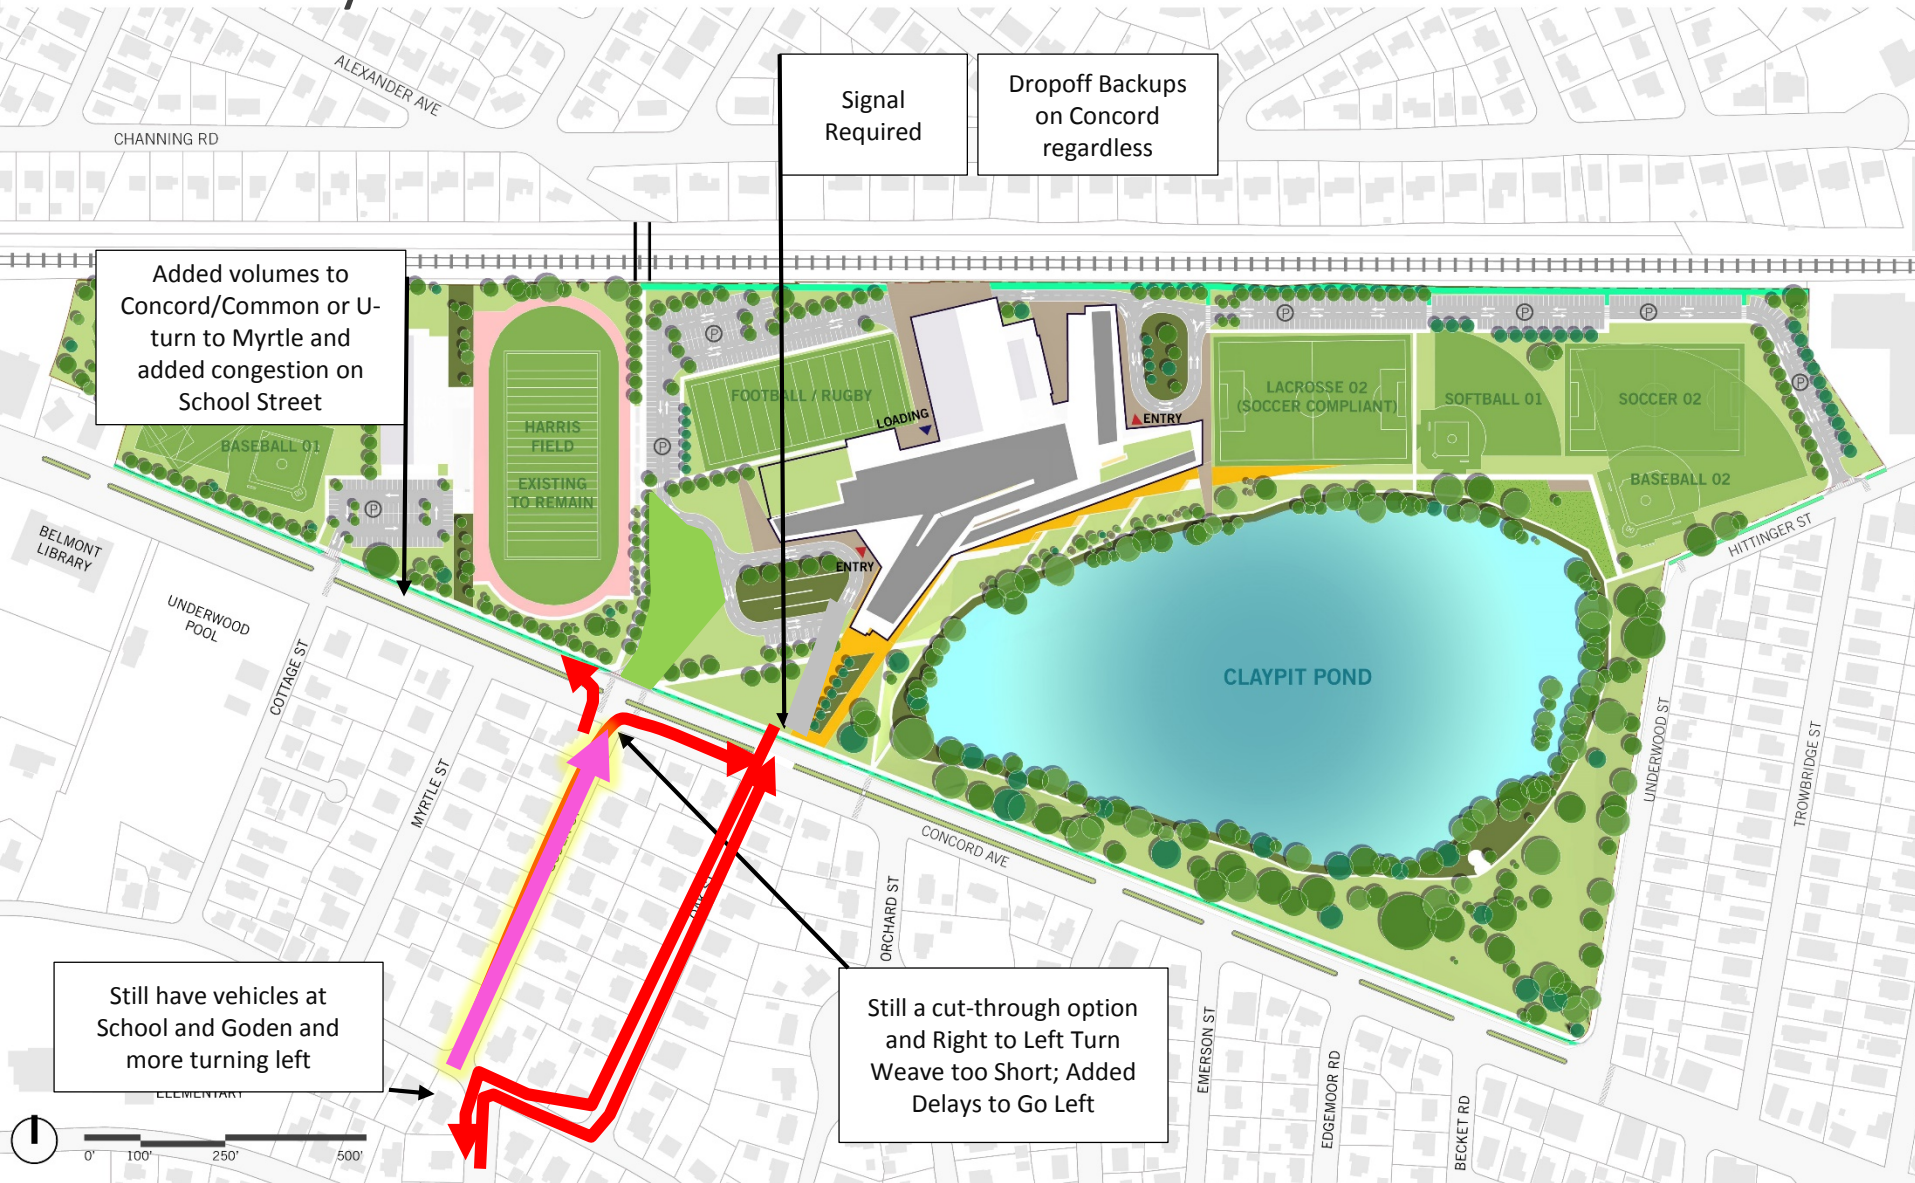 ALEXANDER AVE
CHANNING RD
Signal
Required
Dropoff Backups
on Concord
regardless
Added volumes to
Concord/Common or U-
turn to Myrtle and
added congestion on
School Street
P
P
P
P
P
P
P
HARRIS
FIELD
EXISTING
TO REMAIN
BASEBALL 01
FOOTBALL / RUGBY
LOADING
ENTRY
ENTRY
LACROSSE 02
(SOCCER COMPLIANT)
SOFTBALL 01
SOCCER 02
BASEBALL 02
HITTINGER ST
BELMONT
LIBRARY
UNDERWOOD
POOL
COTTAGE ST
MYRTLE ST
CLAYPIT POND
UNDERWOOD ST
TROWBRIDGE ST
CONCORD AVE
ORCHARD ST
EMERSON ST
EDGEMOOR RD
BECKET RD
Still have vehicles at
School and Goden and
more turning left
ELEMENTARY
Still a cut-through option
and Right to Left Turn
Weave too Short; Added
Delays to Go Left
0' 100' 250' 500'